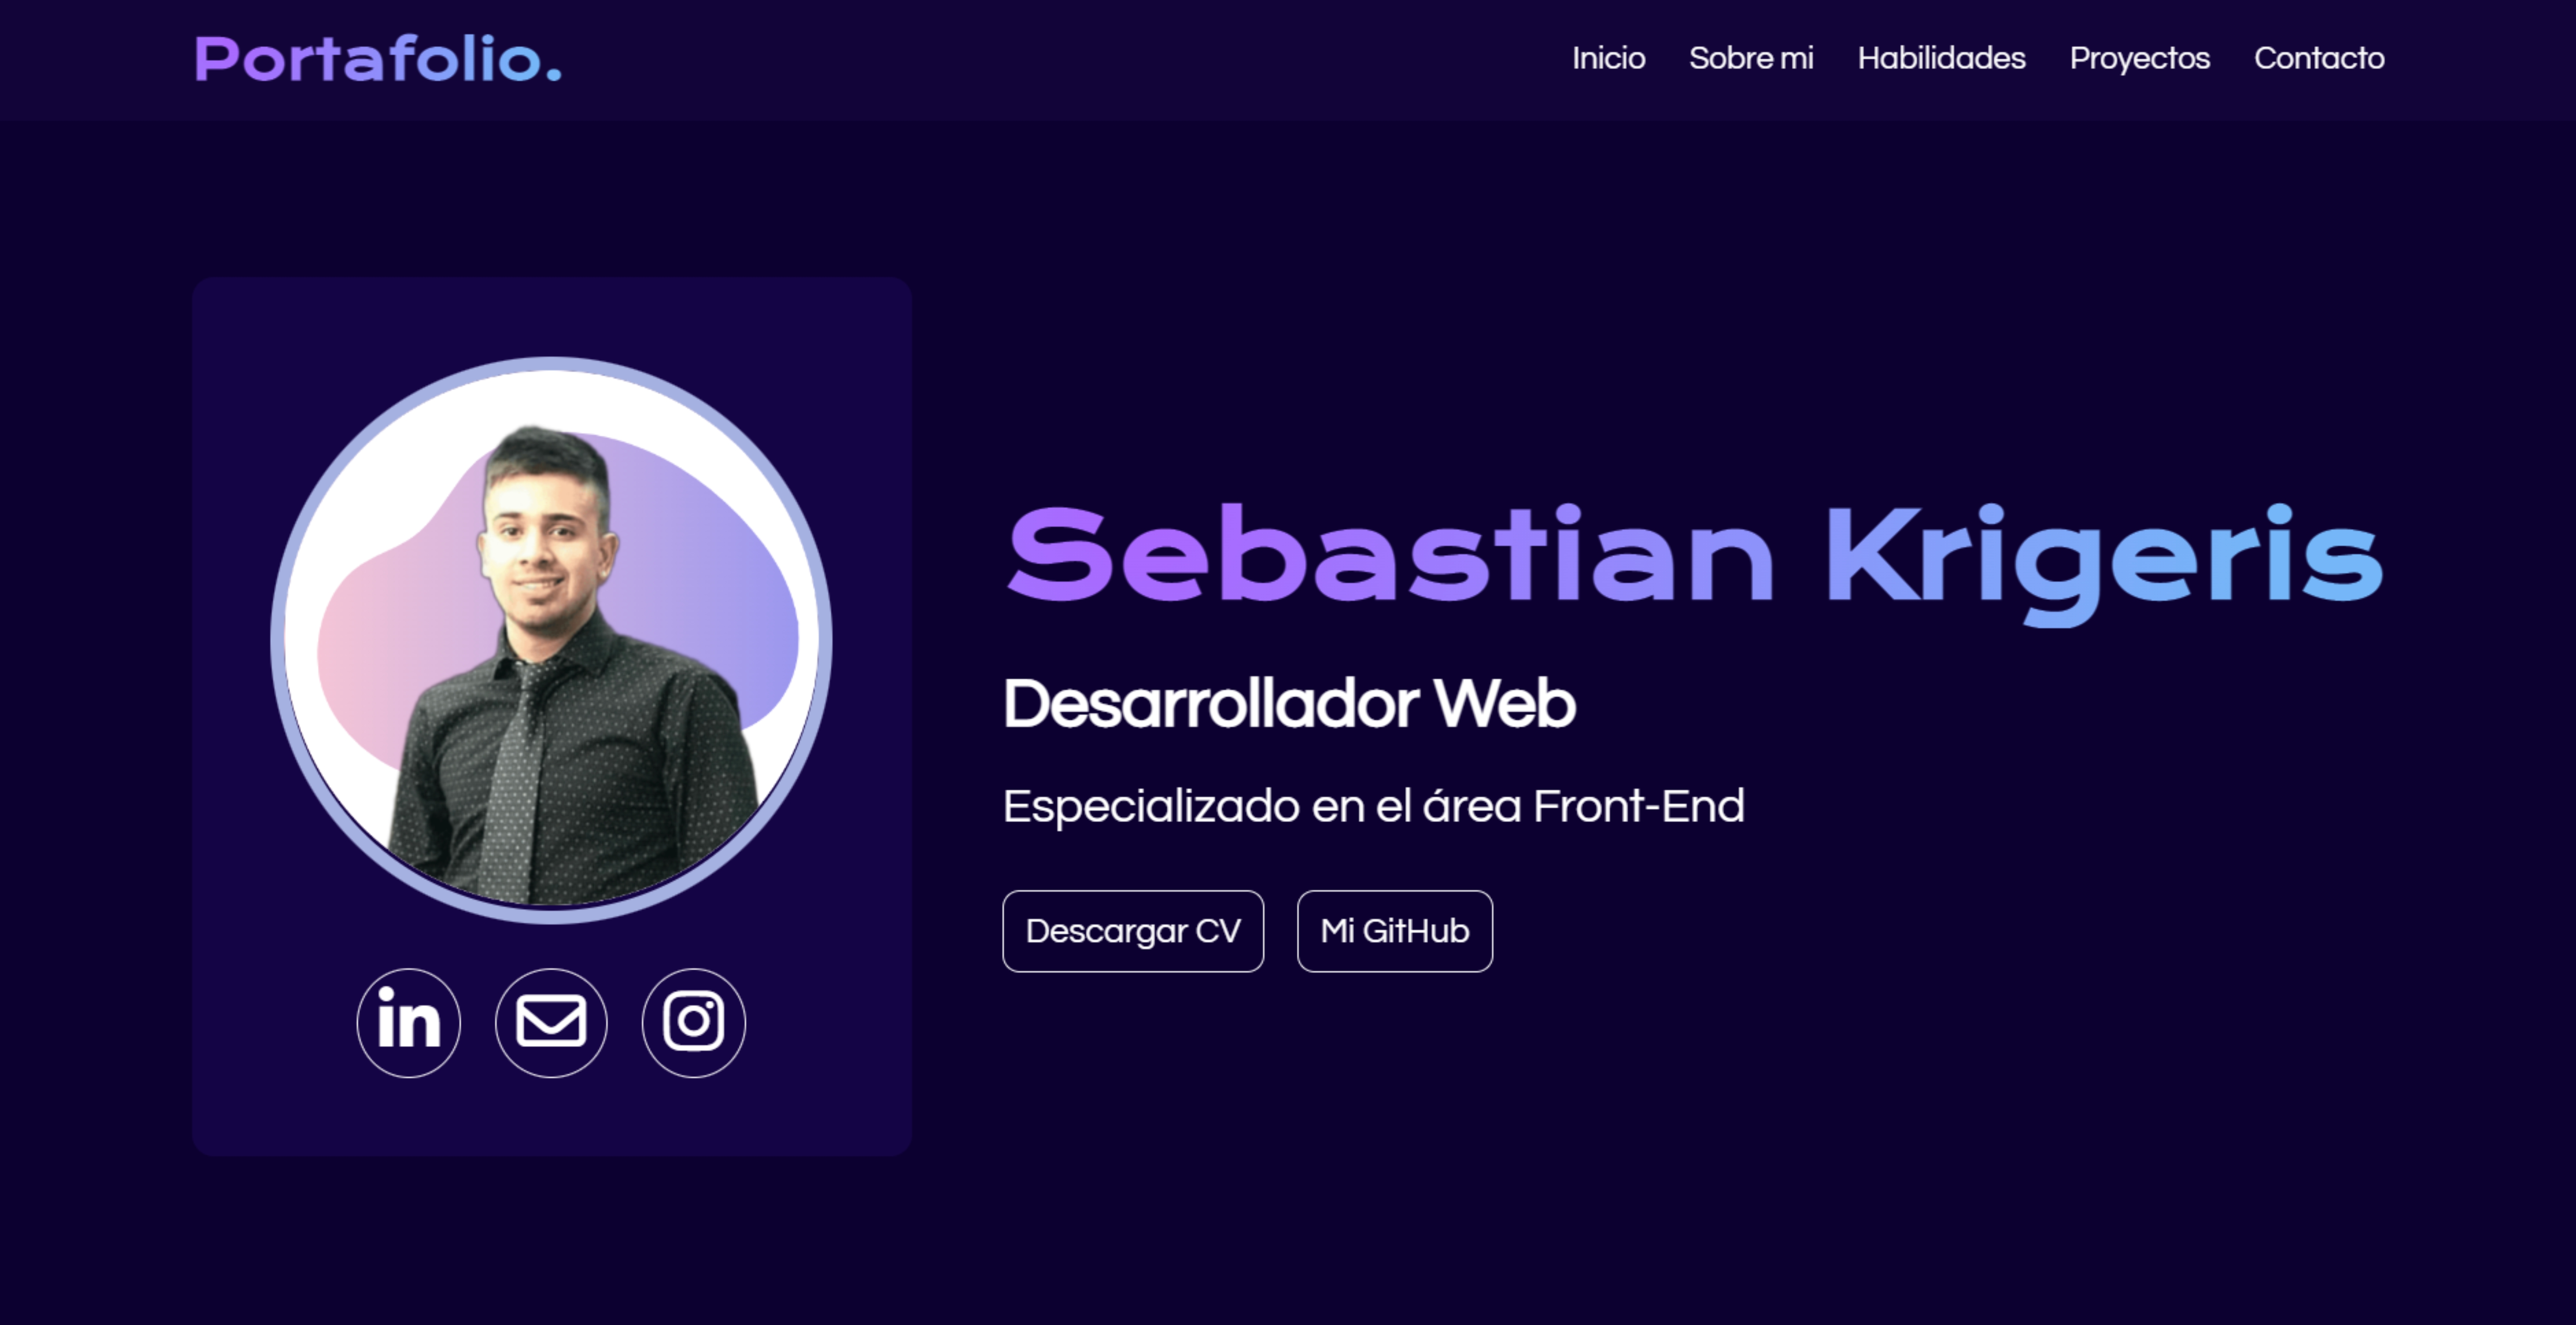 Portafolio.
Inicio Sobre mi Habilidades Proyectos Contacto
Sebastian Krigeris
Desarrollador Web
Especializado en el área Front-End
Descargar CV Mi GitHub
in